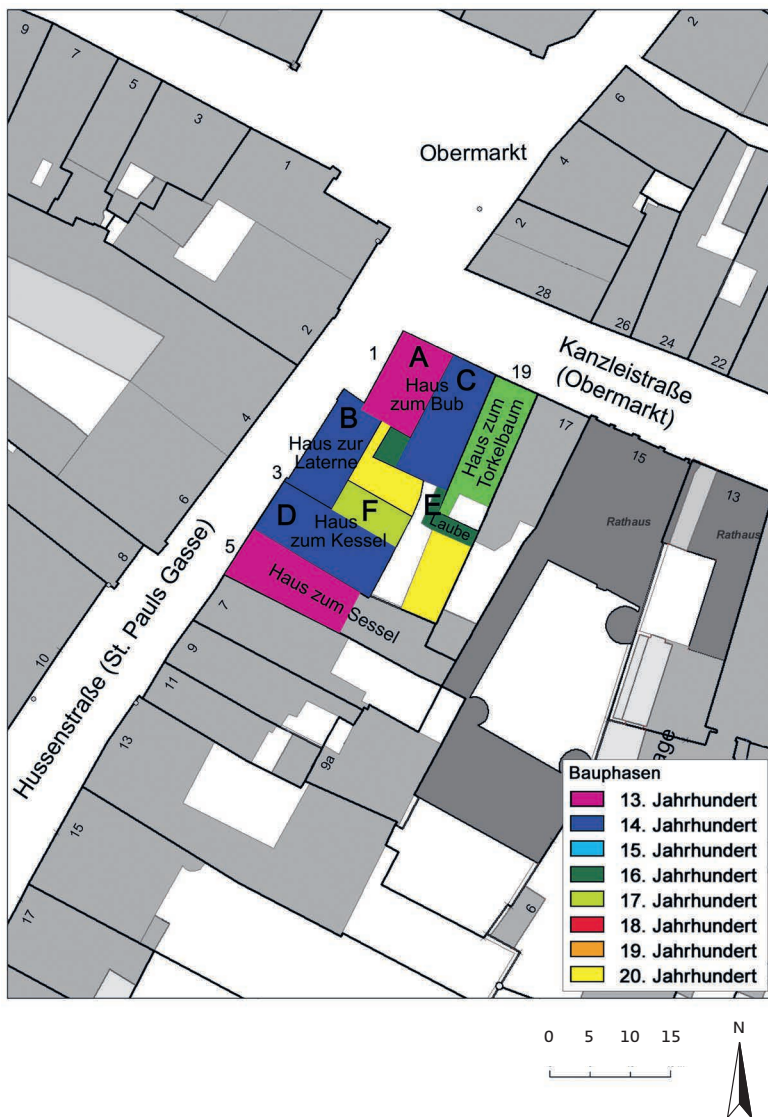 9
7
5
3
1
2
Obermarkt
6
4
2
28
26
24
22
2
Kanzleistraße
(Obermarkt)
1
A
Haus
zum Bub
C
19
Haus zum
Torkelbaum
17
15
13
Rathaus
Rathaus
4
B
Haus zur
Laterne
3
6
E
Laube
D
F
Haus
zum Kessel
5
Haus zum Sessel
8
7
9
10
11
Hussenstraße (St. Pauls Gasse)
13
9a
15
17
6
age
Bauphasen
13. Jahrhundert
14. Jahrhundert
15. Jahrhundert
16. Jahrhundert
17. Jahrhundert
18. Jahrhundert
19. Jahrhundert
20. Jahrhundert
0 5 10 15
N